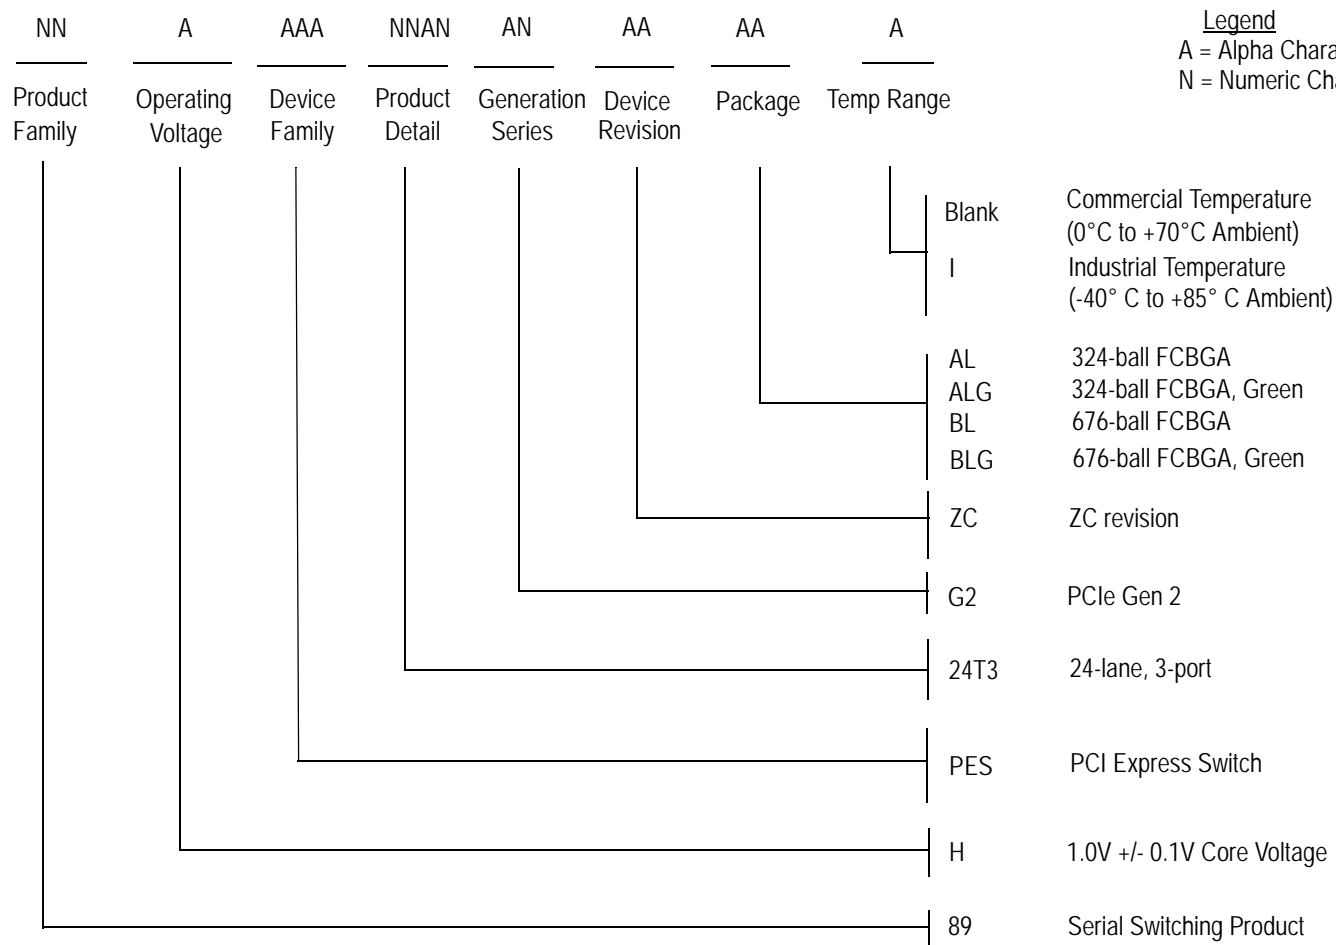 NN A AAA NNAN AN AA AA A
Legend
A = Alpha
N = Numeric
Product Family
Operating Voltage
Device Family
Product Detail
Generation Series
Device Revision
Package
Temp Range
Blank Commercial Temperature
(0°C to +70°C Ambient)
I Industrial Temperature
(-40° C to +85° C Ambient)
AL 324-ball FCBGA
ALG 324-ball FCBGA, Green
BL 676-ball FCBGA
BLG 676-ball FCBGA, Green
ZC ZC revision
G2 PCIe Gen 2
24T3 24-lane, 3-port
PES PCI Express Switch
H 1.0V +/- 0.1V Core Voltage
89 Serial Switching Product